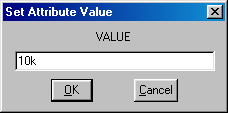 Set Attribute Value
VALUE
10k
OK Cancel